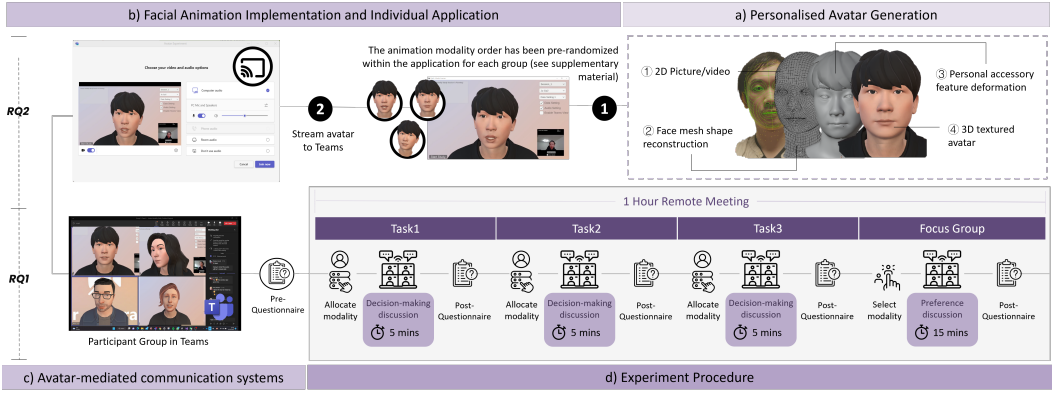 b) Facial Animation Implementation and Individual Application
a) Personalised Avatar Generation
RQ2
Choose your video and audio options
Computer audio
The animation modality order has been pre-randomized
within the application for each group (see supplementary
material)
2
Stream avatar
to Teams
1
① 2D Picture/video
② Face mesh shape
reconstruction
③ Personal accessory
feature deformation
④ 3D textured
avatar
RQ1
Participant Group in Teams
Pre-
Questionnaire
1 Hour Remote Meeting
Task1
Task2
Task3
Focus Group
Allocate
modality
Decision-making
discussion
5 mins
Post-
Questionnaire
Allocate
modality
Decision-making
discussion
5 mins
Post-
Questionnaire
Allocate
modality
Decision-making
discussion
5 mins
Post-
Questionnaire
Select
modality
Preference
discussion
15 mins
Post-
Questionnaire
c) Avatar-mediated communication systems
d) Experiment Procedure